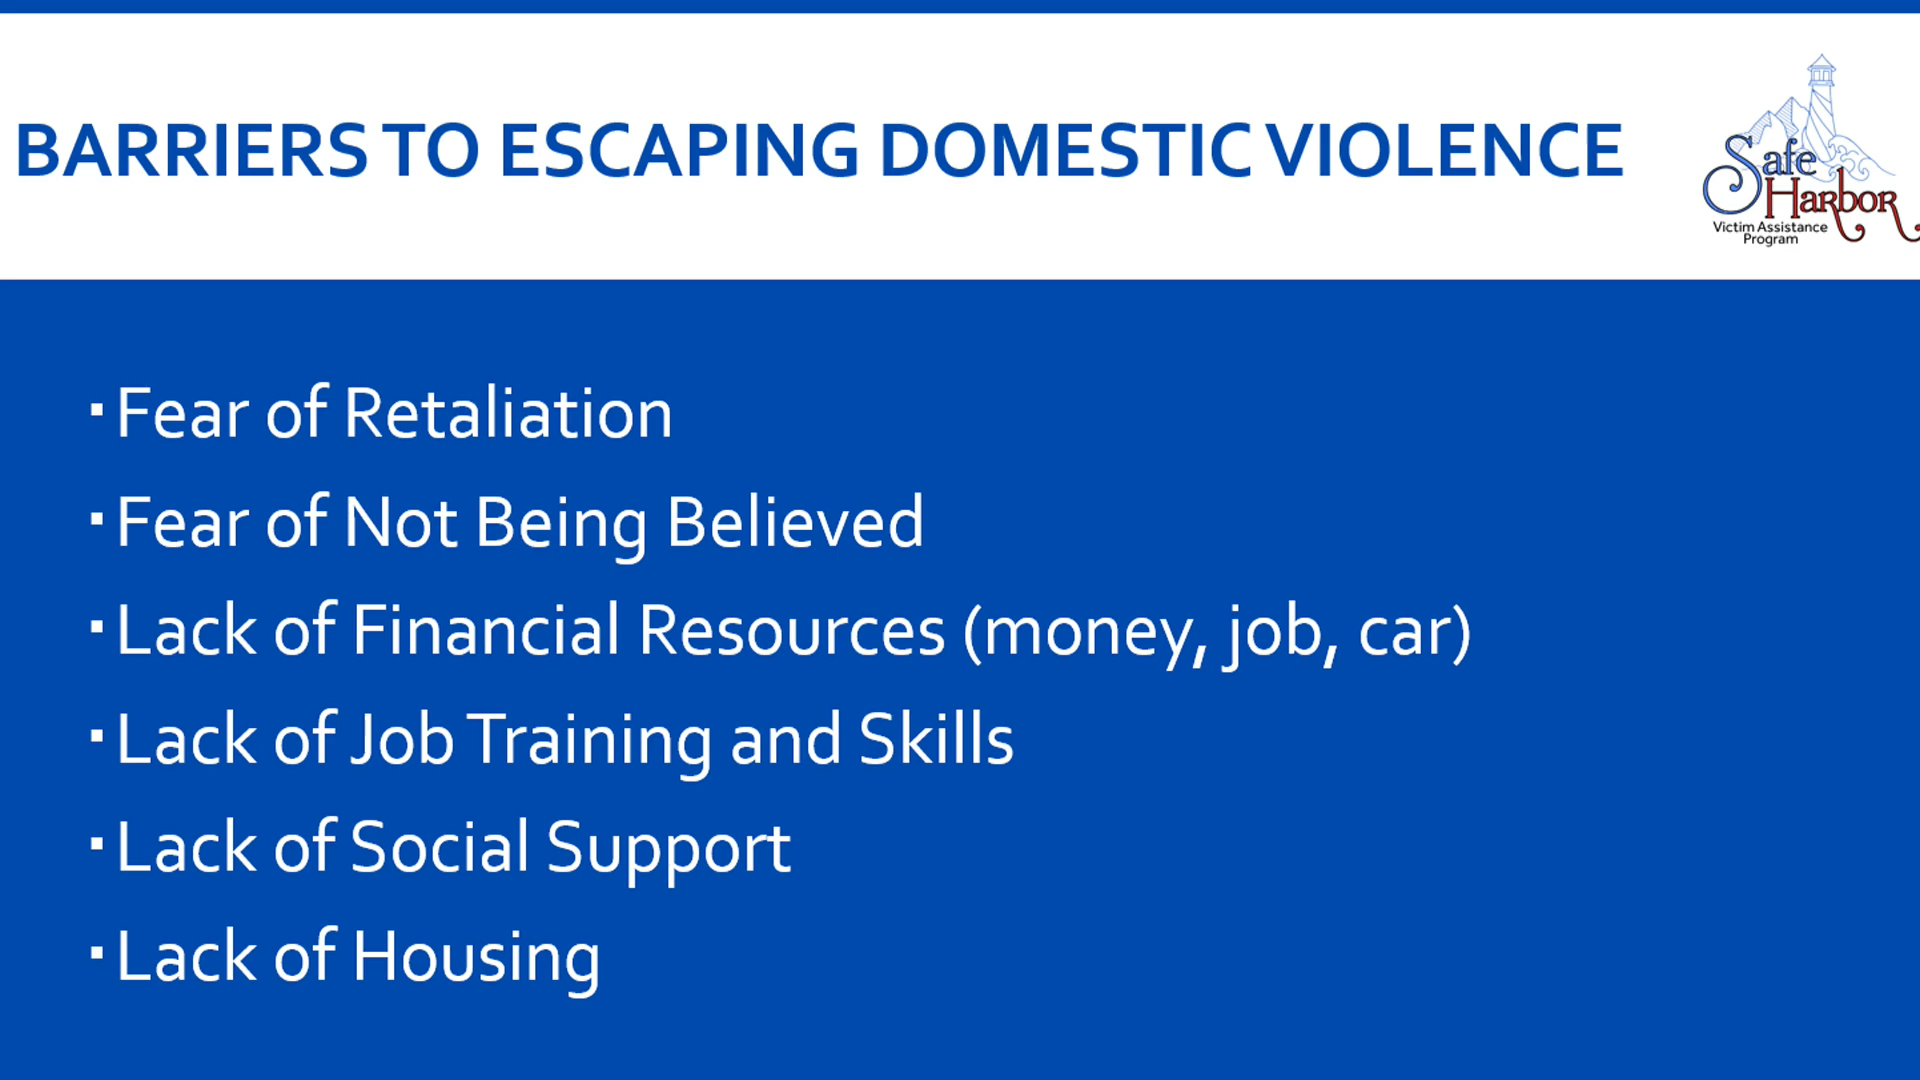 BARRIERS TO ESCAPING DOMESTIC VIOLENCE
Safe
Harbor
Victim Assistance
Program
▪ Fear of Retaliation
▪ Fear of Not Being Believed
▪ Lack of Financial Resources (money, job, car)
▪ Lack of Job Training and Skills
▪ Lack of Social Support
▪ Lack of Housing